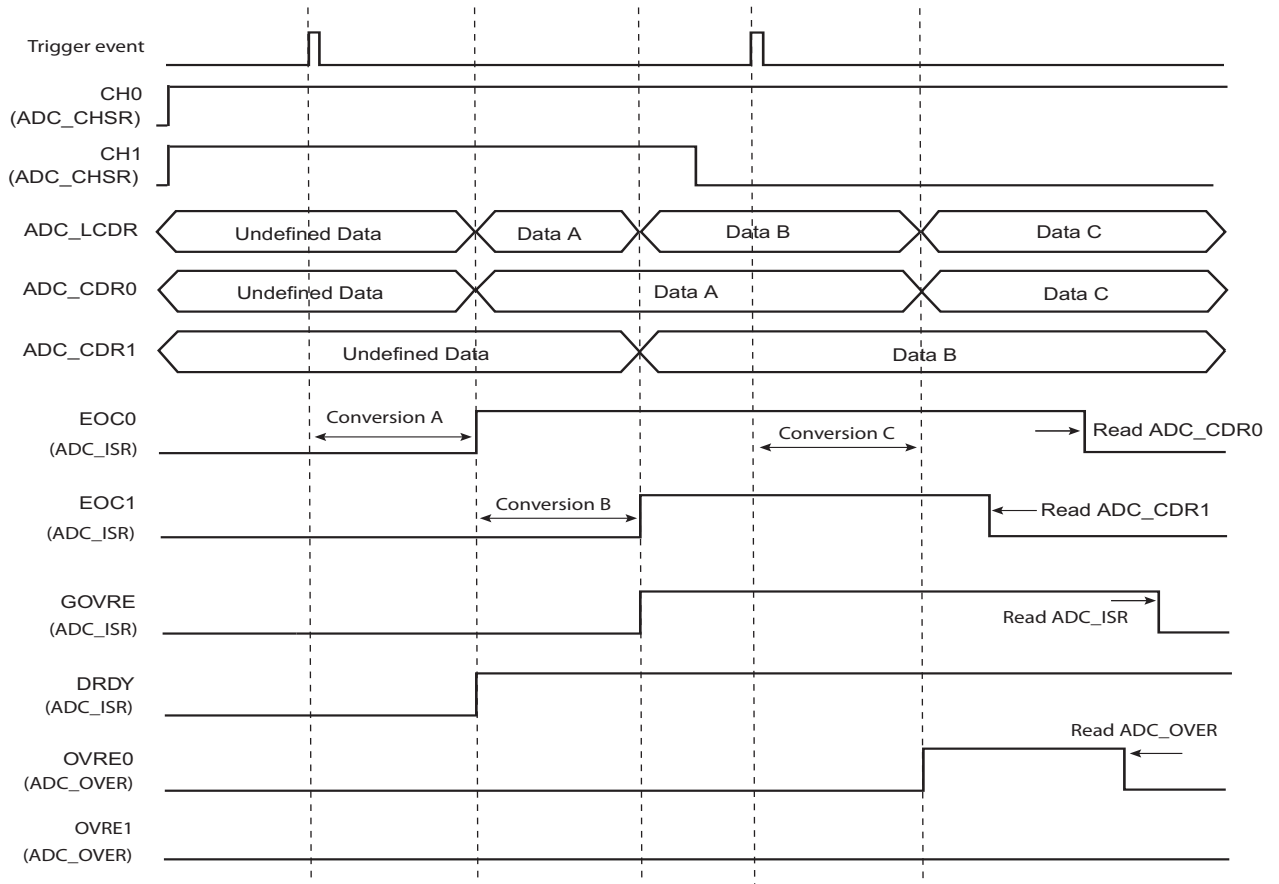 Trigger event
CH0
(ADC_CHSR)
CH1
(ADC_CHSR)
ADC_LCDR
Undefined Data
Data A
Data B
Data C
ADC_CDR0
Undefined Data
Data A
Data C
ADC_CDR1
Undefined Data
Data B
EOC0
(ADC_ISR)
Conversion A
Conversion C
Read ADC_CDR0
EOC1
(ADC_ISR)
Conversion B
Read ADC_CDR1
GOVRE
(ADC_ISR)
Read ADC_ISR
DRDY
(ADC_ISR)
Read ADC_OVER
OVRE0
(ADC_OVER)
OVRE1
(ADC_OVER)